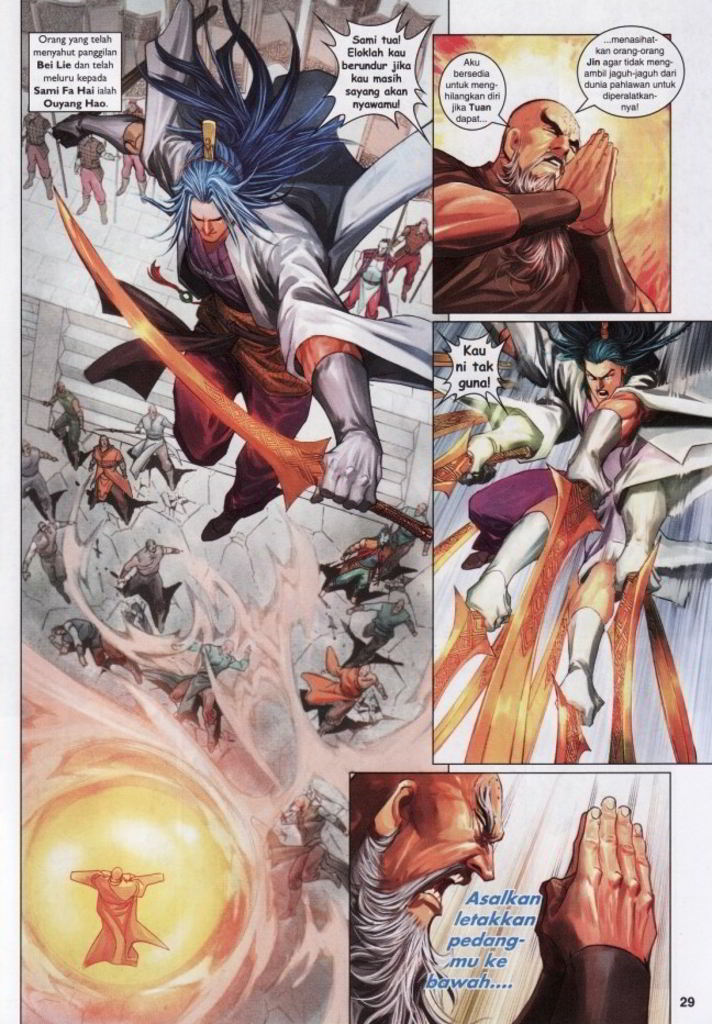 Orang yang telah
menyahut panggilan
Bei Lie dan telah
meluru kepada
Sami Fa Hai ialah
Ouyang Hao.
Sami tua!
Eloklah kau
berundur jika
kau masih
sayang akan
nyawamu!
Aku
bersedia
untuk meng-
hilangkan diri
jika Tuan
dapat...
...menasihat-
kan orang-orang
Jin agar tidak meng-
ambil jaguh-jaguh dari
dunia pahlawan untuk
diperalatkan-
nya!
Kau
ni tak
guna!
Asalkan
letakkan
pedang-
mu ke
bawah....
29